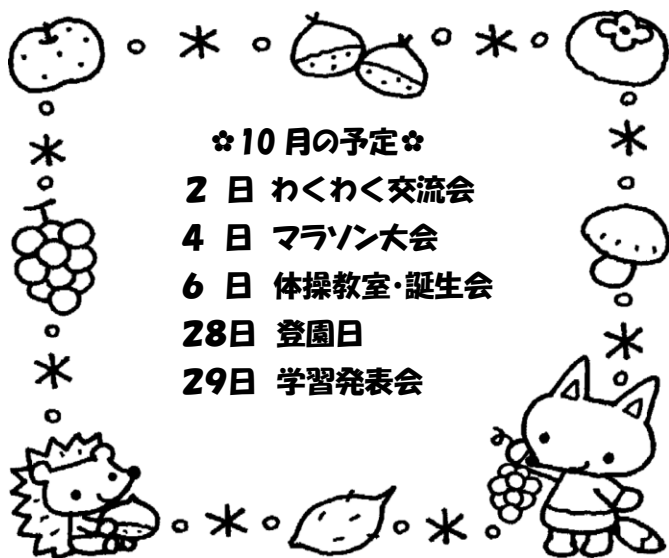 ✿10月の予定✿
2 日 わくわく交流会
4 日 マラソン大会
6 日 体操教室・誕生会
28日 登園日
29日 学習発表会